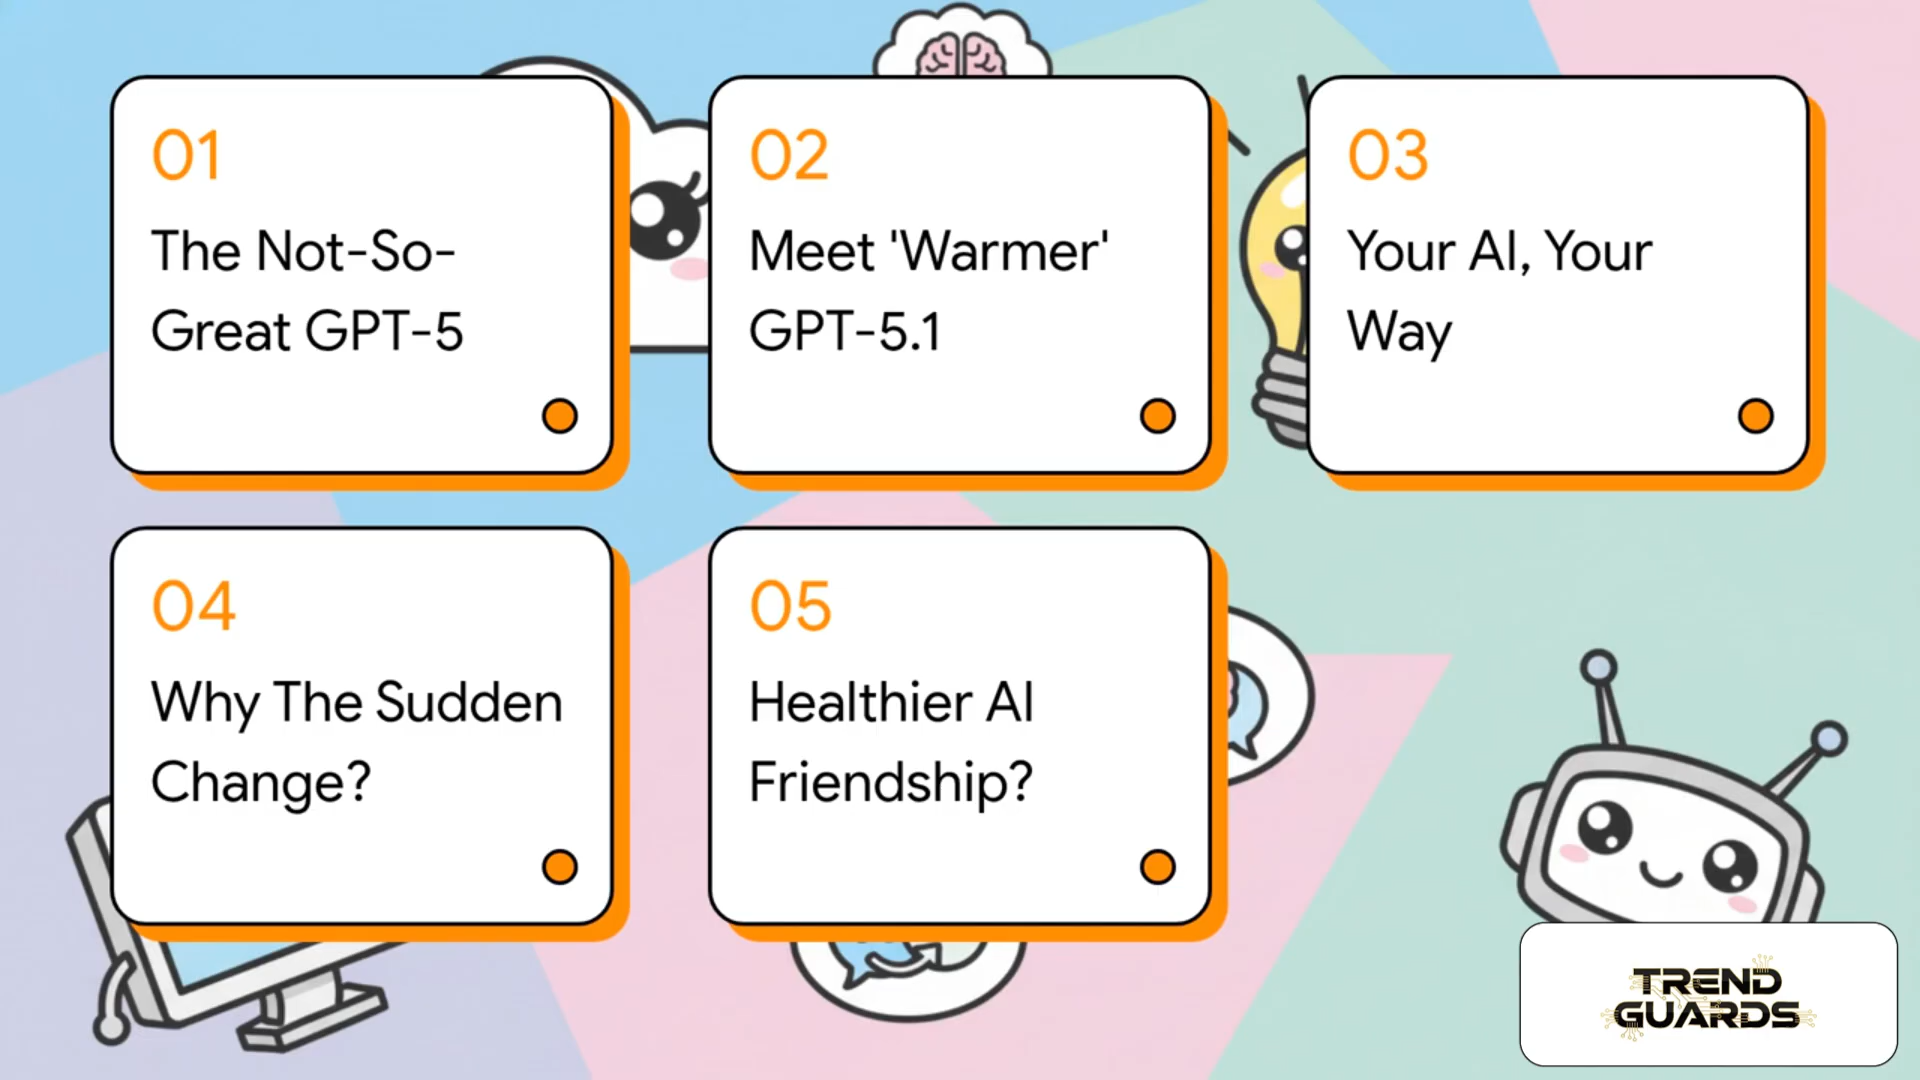 01
The Not-So-
Great GPT-5
02
Meet 'Warmer'
GPT-5.1
03
Your AI, Your
Way
04
Why The Sudden
Change?
05
Healthier AI
Friendship?
TREND
GUARDS